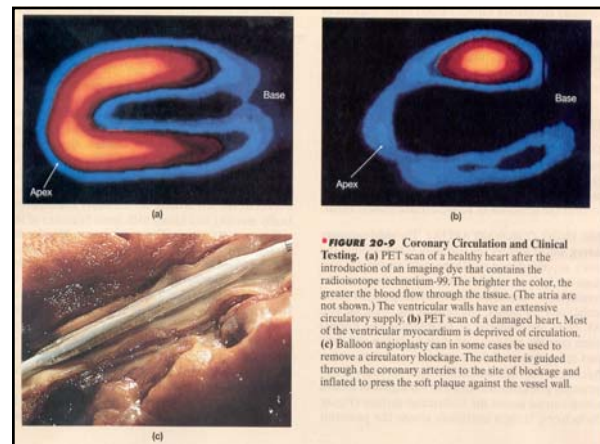 Base
Apex
(a)
Base
Apex
(b)
(c)
•FIGURE 20-9 Coronary Circulation and Clinical
Testing. (a) PET scan of a healthy heart after the
introduction of an imaging dye that contains the
radioisotope technetium-99. The brighter the color, the
greater the blood flow through the tissue. (The atria are
not shown.) The ventricular walls have an extensive
circulatory supply. (b) PET scan of a damaged heart. Most
of the ventricular myocardium is deprived of circulation.
(c) Balloon angioplasty can in some cases be used to
remove a circulatory blockage. The catheter is guided
through the coronary arteries to the site of blockage and
inflated to press the soft plaque against the vessel wall.